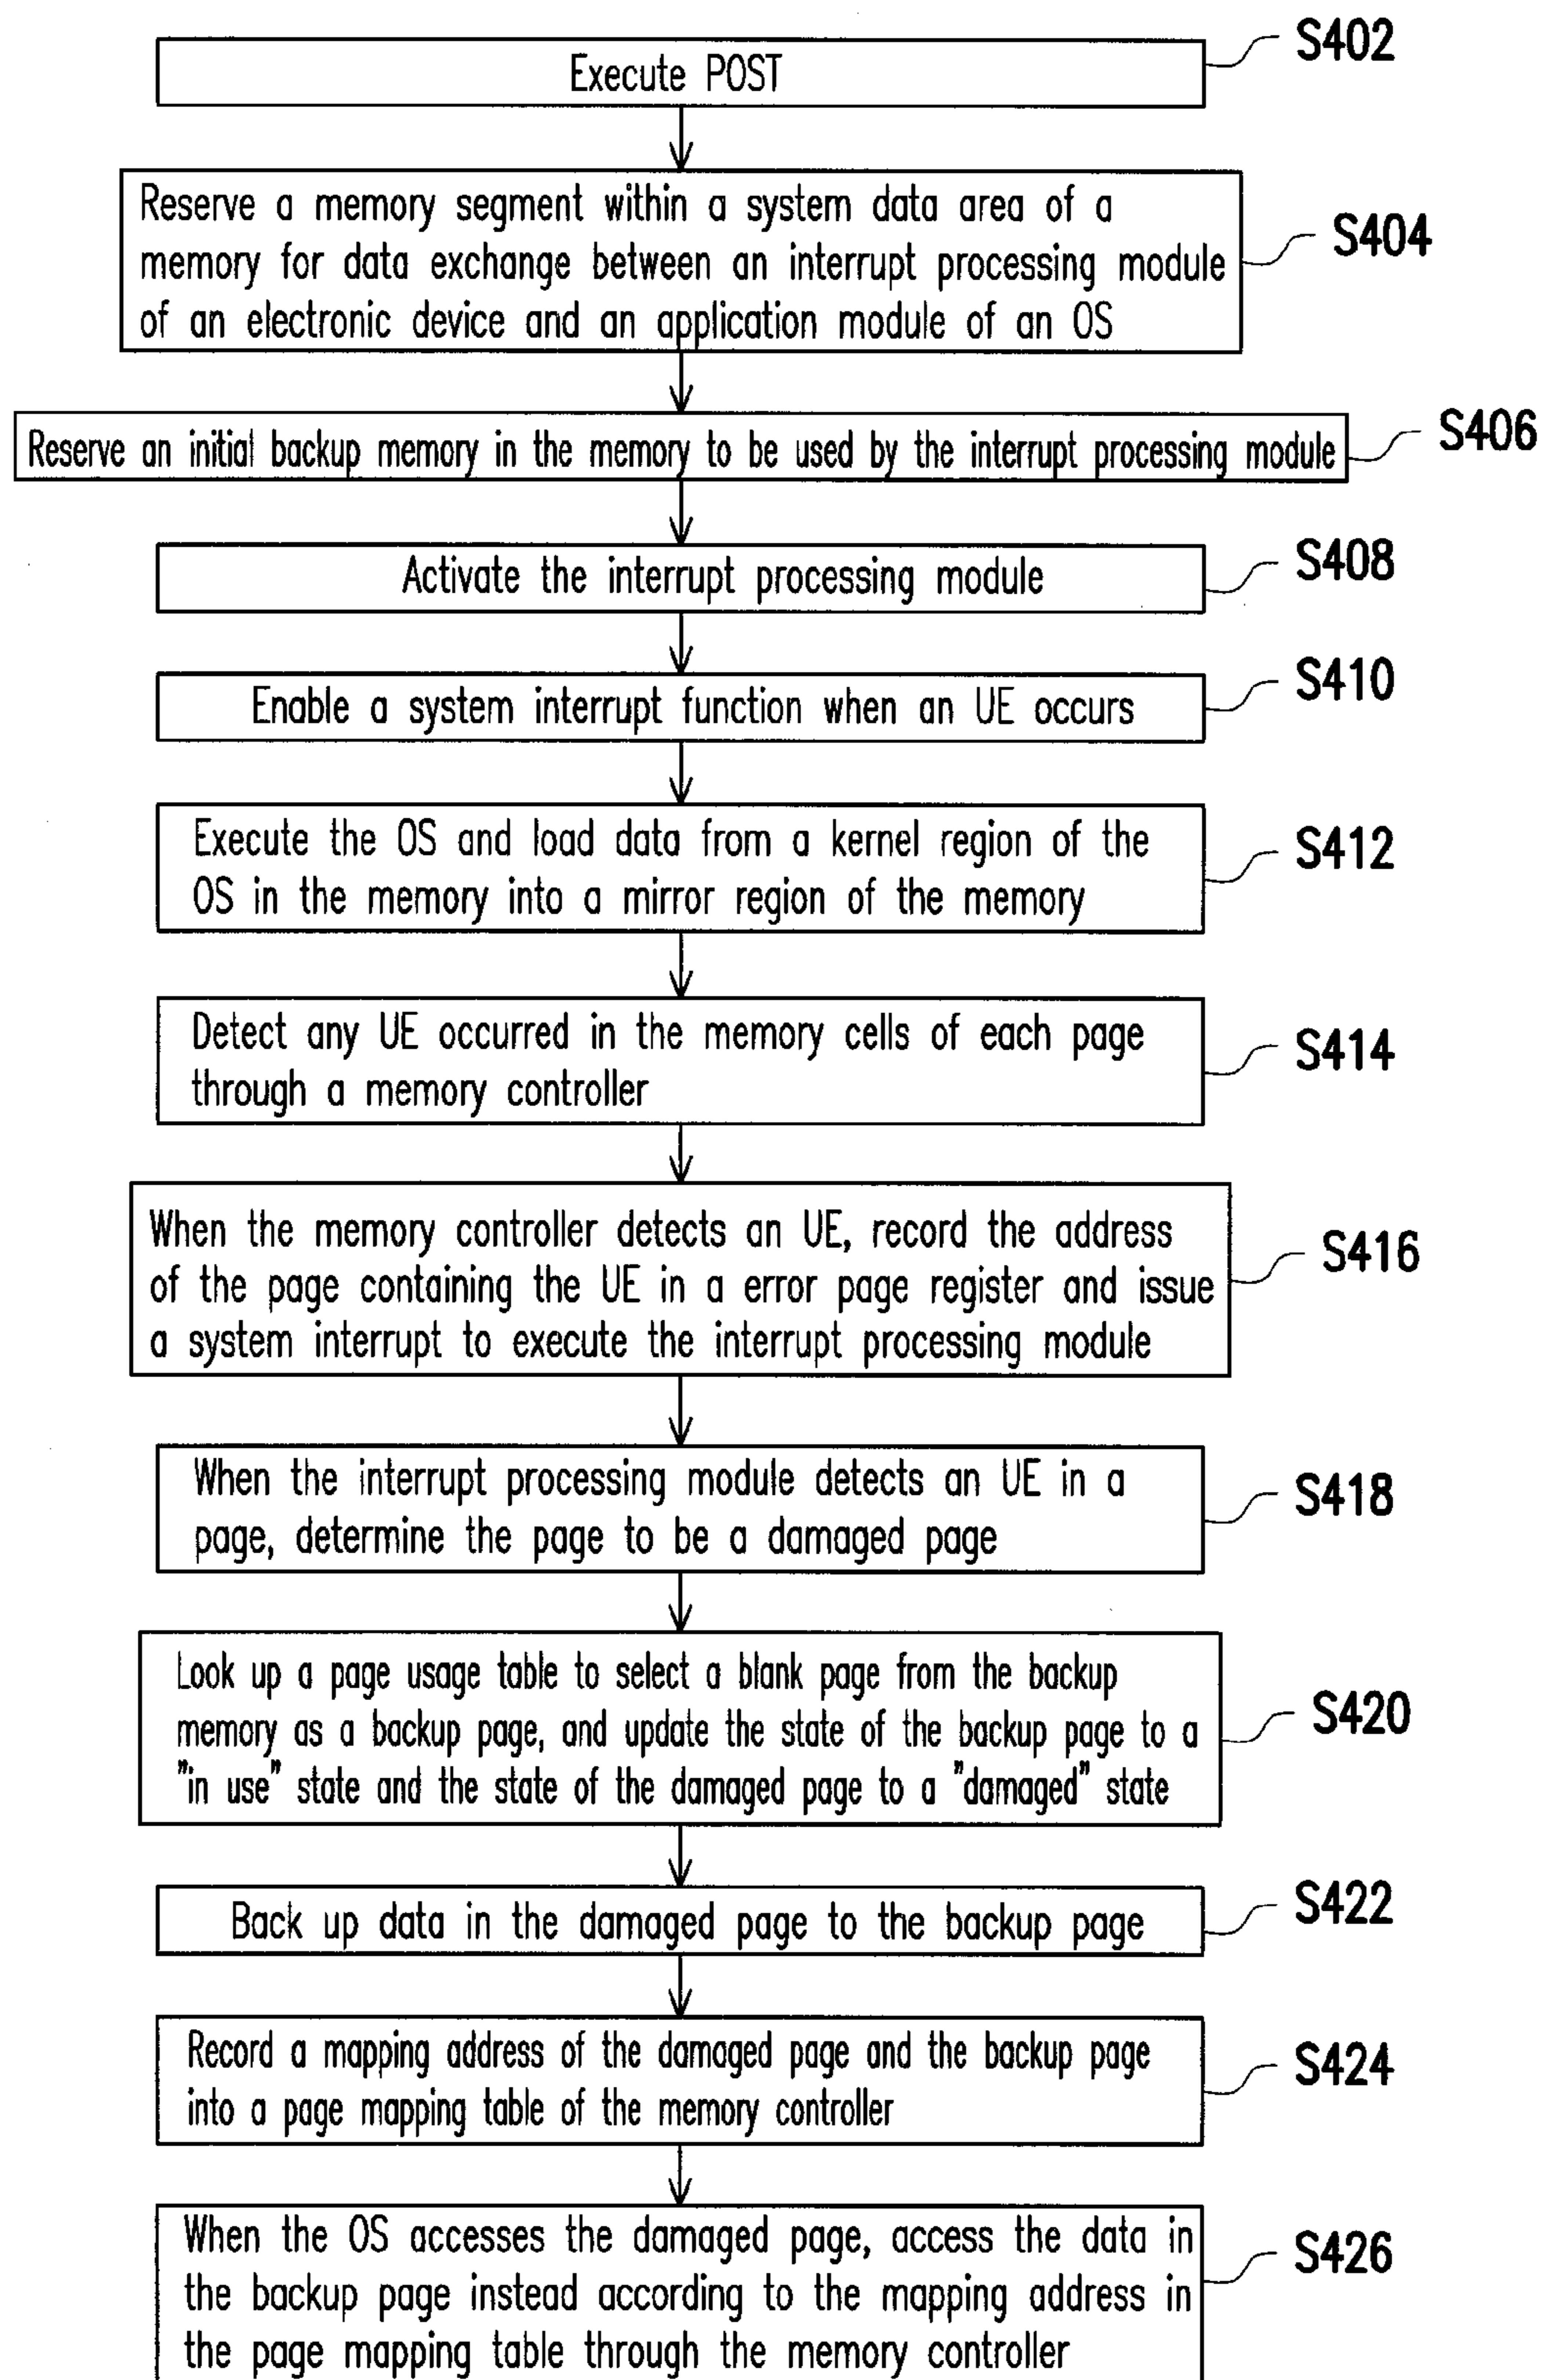 Execute POST
S402
Reserve a memory segment within a system data area of a
memory for data exchange between an interrupt processing module
of an electronic device and an application module of an OS
S404
Reserve an initial backup memory in the memory to be used by the interrupt processing module
S406
Activate the interrupt processing module
S408
Enable a system interrupt function when an UE occurs
S410
Execute the OS and load data from a kernel region of the
OS in the memory into a mirror region of the memory
S412
Detect any UE occurred in the memory cells of each page
through a memory controller
S414
When the memory controller detects an UE, record the address
of the page containing the UE in a error page register and issue
a system interrupt to execute the interrupt processing module
S416
When the interrupt processing module detects an UE in a
page, determine the page to be a damaged page
S418
Look up a page usage table to select a blank page from the backup
memory as a backup page, and update the state of the backup page to a
"in use" state and the state of the damaged page to a "damaged" state
S420
Back up data in the damaged page to the backup page
S422
Record a mapping address of the damaged page and the backup page
into a page mapping table of the memory controller
S424
When the OS accesses the damaged page, access the data in
the backup page instead according to the mapping address in
the page mapping table through the memory controller
S426